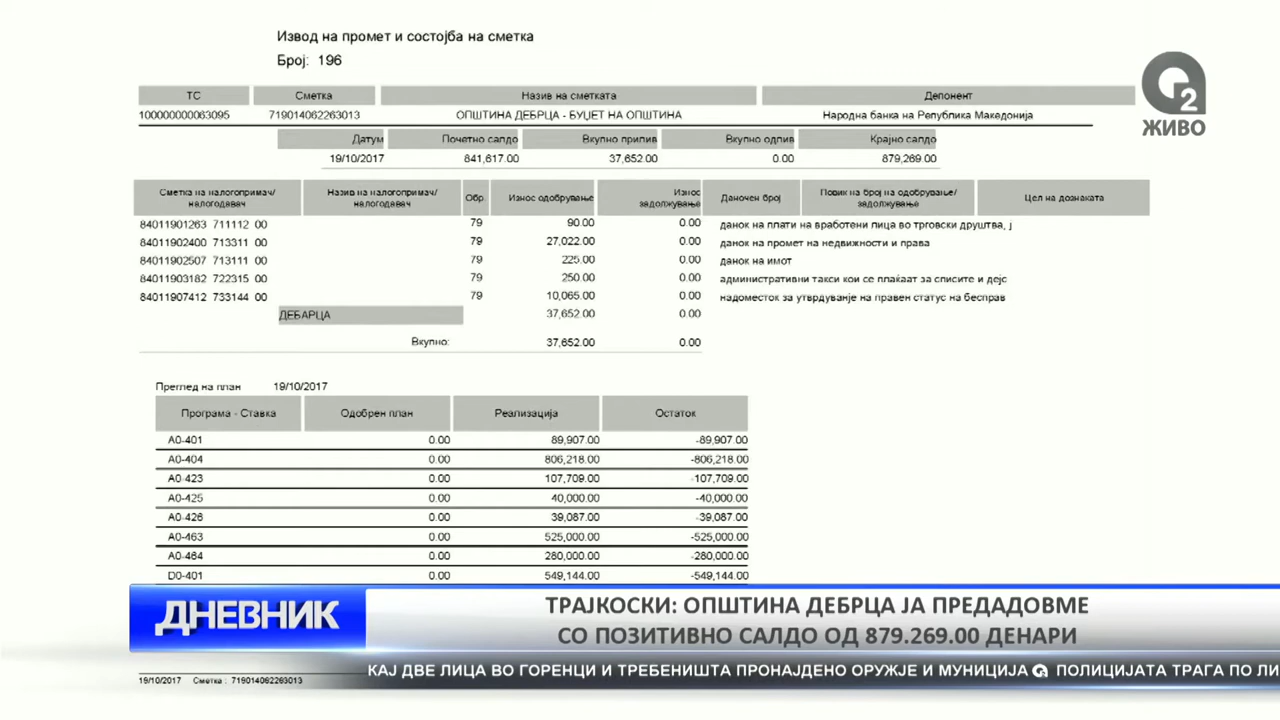 Извод на промет и состојба на сметка
Број: 196
2
ЖИВО
ТС Сметка Назив на сметката Депонент
100000000063095 719014062263013 ОПШТИНА ДЕБРЦА - БУЏЕТ НА ОПШТИНА Народна банка на Република Македонија
Датум Почетно салдо Вкупно прилив Вкупно одлив Крајно салдо
19/10/2017 841,617.00 37,652.00 0.00 879,269.00
Сметка на налогопримач/ налогодавач Назив на налогопримач/ налогодавач Обр. Износ одобрување Износ задолжување Даночен број Повик на број на одобрување/ задолжување Цел на дознаката
84011901263 711112 00 79 90.00 0.00 данок на плати на вработени лица во трговски друштва, ј
84011902400 713311 00 79 27,022.00 0.00 данок на промет на недвижности и права
84011902507 713111 00 79 225.00 0.00 данок на имот
84011903182 722315 00 79 250.00 0.00 административни такси кои се плаќаат за списите и дејс
84011907412 733144 00 79 10,065.00 0.00 надоместок за утврдување на правен статус на бесправ
ДЕБАРЦА 37,652.00 0.00
Вкупно: 37,652.00 0.00
Преглед на план 19/10/2017
Програма - Ставка Одобрен план Реализација Остаток
А0-401 0.00 89,907.00 -89,907.00
А0-404 0.00 806,218.00 -806,218.00
А0-423 0.00 107,709.00 -107,709.00
А0-425 0.00 40,000.00 -40,000.00
А0-426 0.00 39,087.00 -39,087.00
А0-463 0.00 525,000.00 -525,000.00
А0-464 0.00 280,000.00 -280,000.00
D0-401 0.00 549,144.00 -549,144.00
ДНЕВНИК
ТРАЈКОСКИ: ОПШТИНА ДЕБРЦА ЈА ПРЕДАДОВМЕ
СО ПОЗИТИВНО САЛДО ОД 879.269.00 ДЕНАРИ
КАЈ ДВЕ ЛИЦА ВО ГОРЕНЦИ И ТРЕБЕНИШТА ПРОНАЈДЕНО ОРУЖЈЕ И МУНИЦИЈА ПОЛИЦИЈАТА ТРАГА ПО ЛИ
19/10/2017 Сметка : 719014062263013